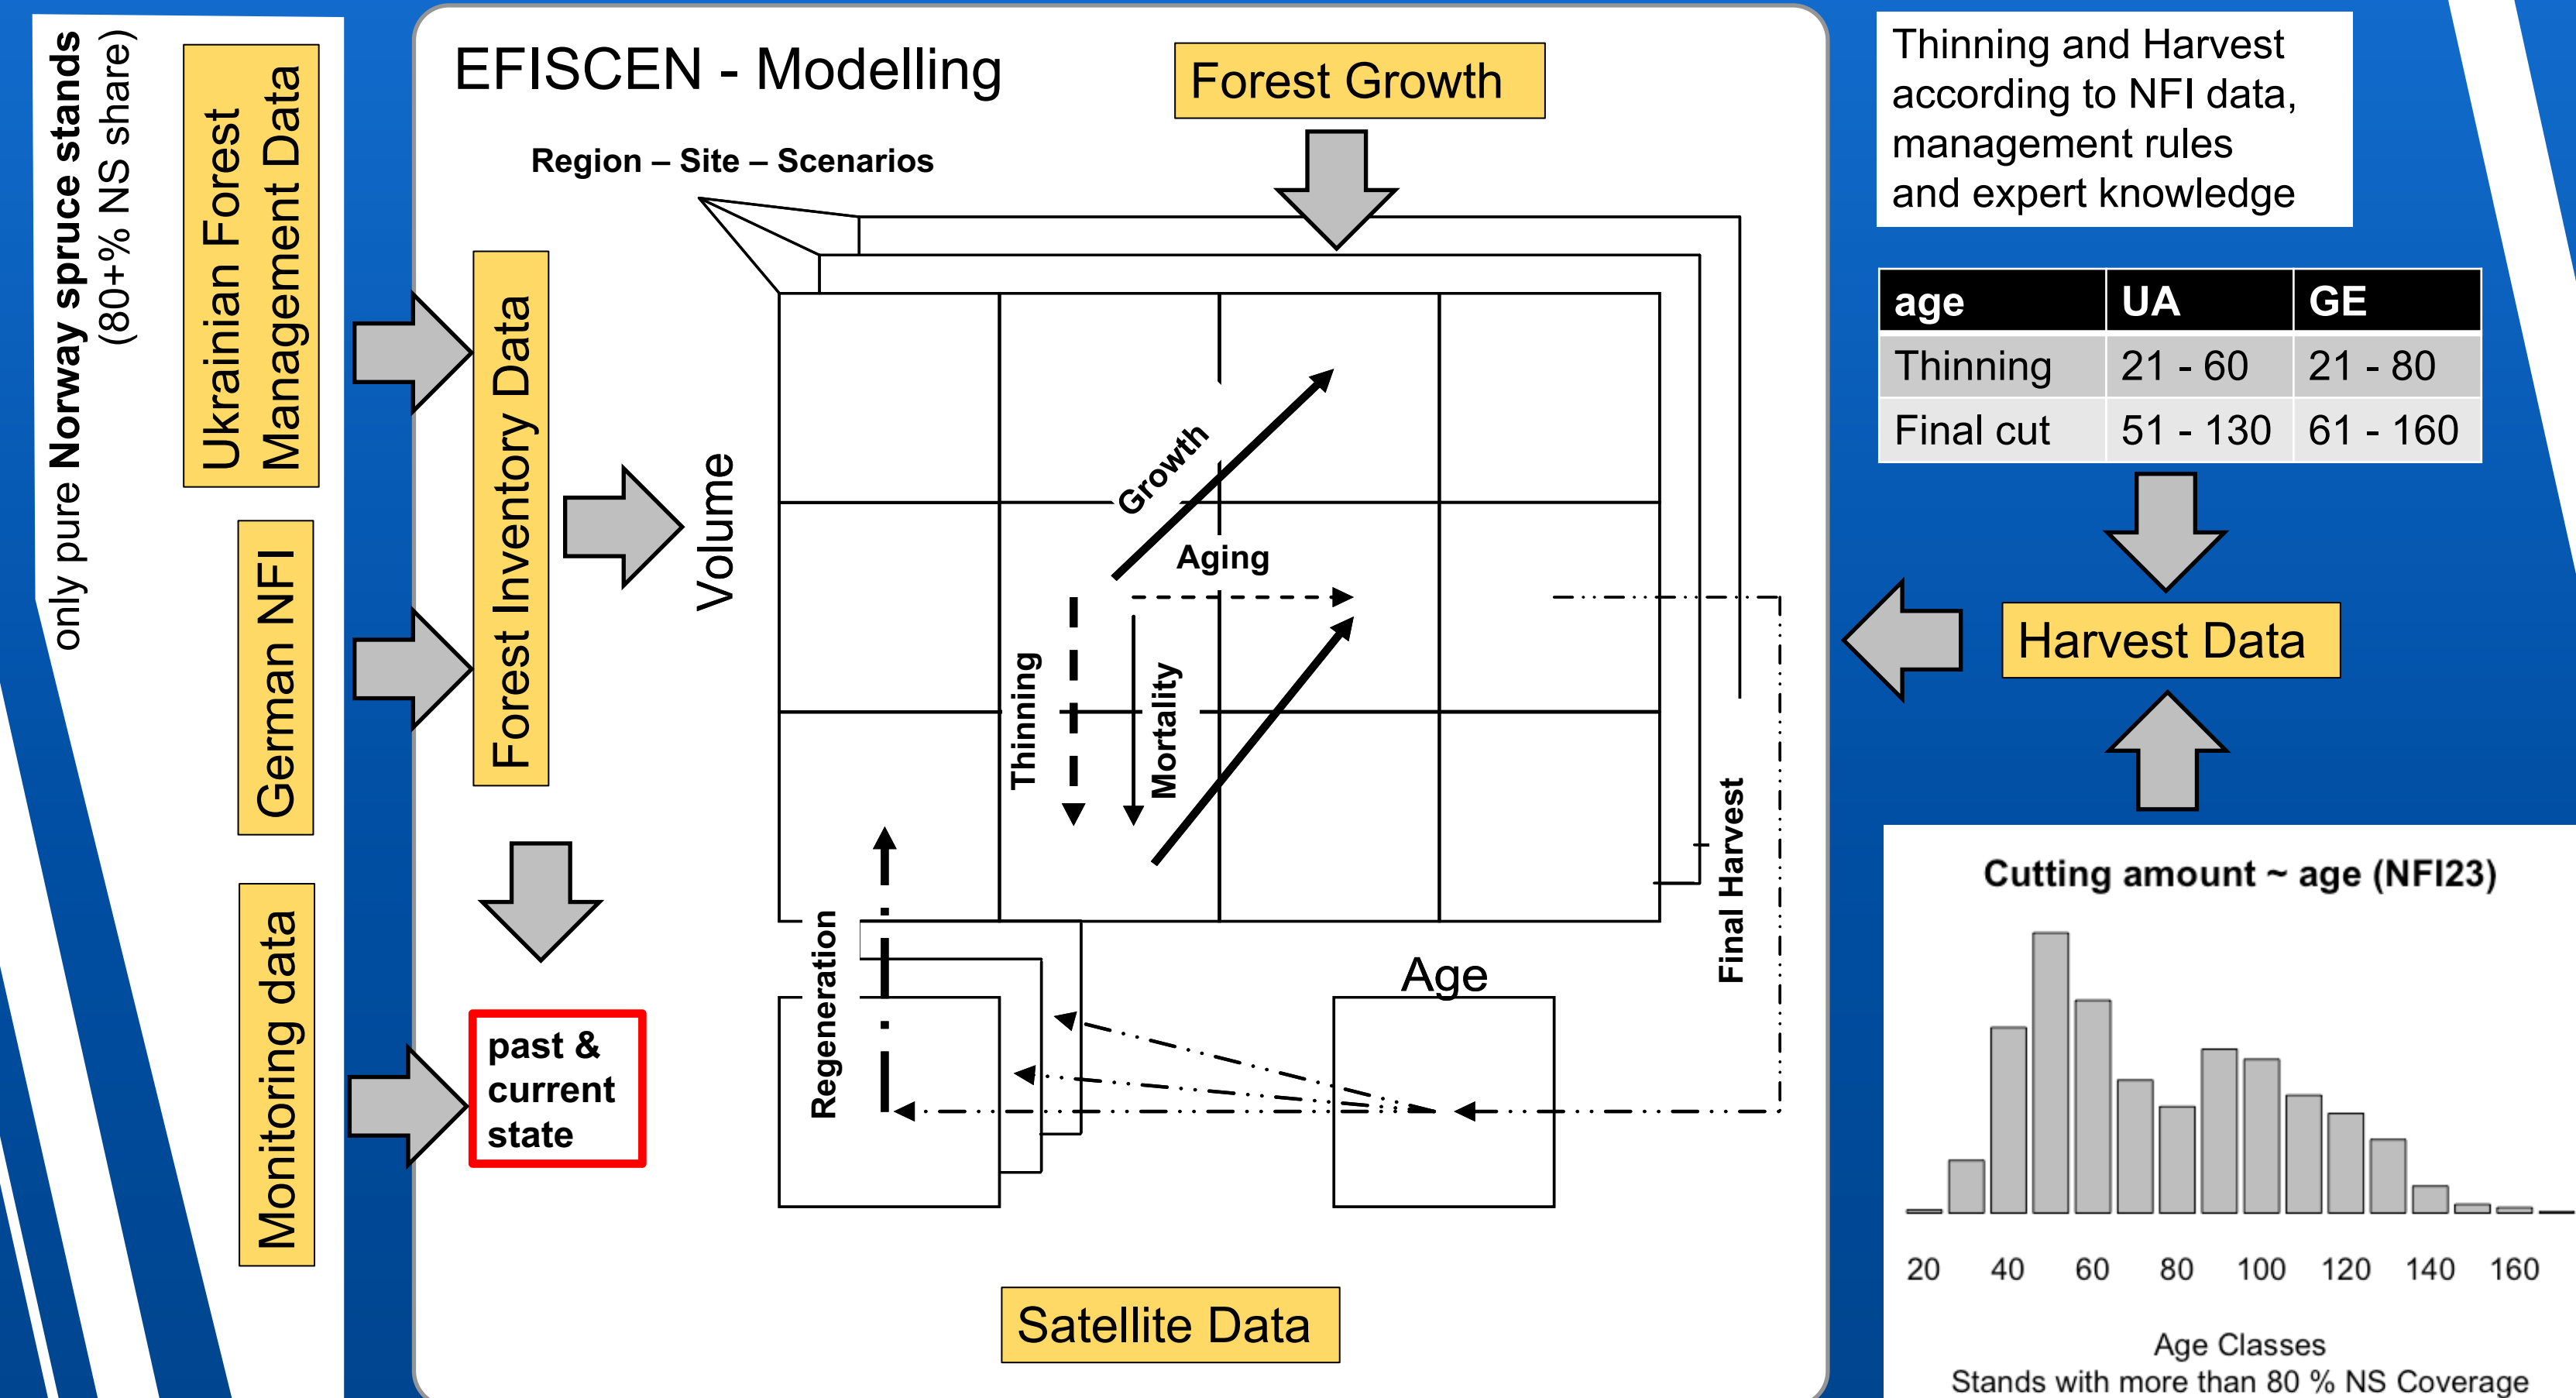 only pure Norway spruce stands
(80+% NS share)
Ukrainian Forest
Management Data
German NFI
Monitoring data
EFISCEN - Modelling
Forest Growth
Region – Site – Scenarios
Forest Inventory Data
Volume
Growth
Aging
Thinning
Mortality
Regeneration
Final Harvest
Age
past &
current
state
Satellite Data
Thinning and Harvest
according to NFI data,
management rules
and expert knowledge
age UA GE
Thinning 21 - 60 21 - 80
Final cut 51 - 130 61 - 160
Harvest Data
Cutting amount ~ age (NFI23)
20 40 60 80 100 120 140 160
Age Classes
Stands with more than 80 % NS Coverage